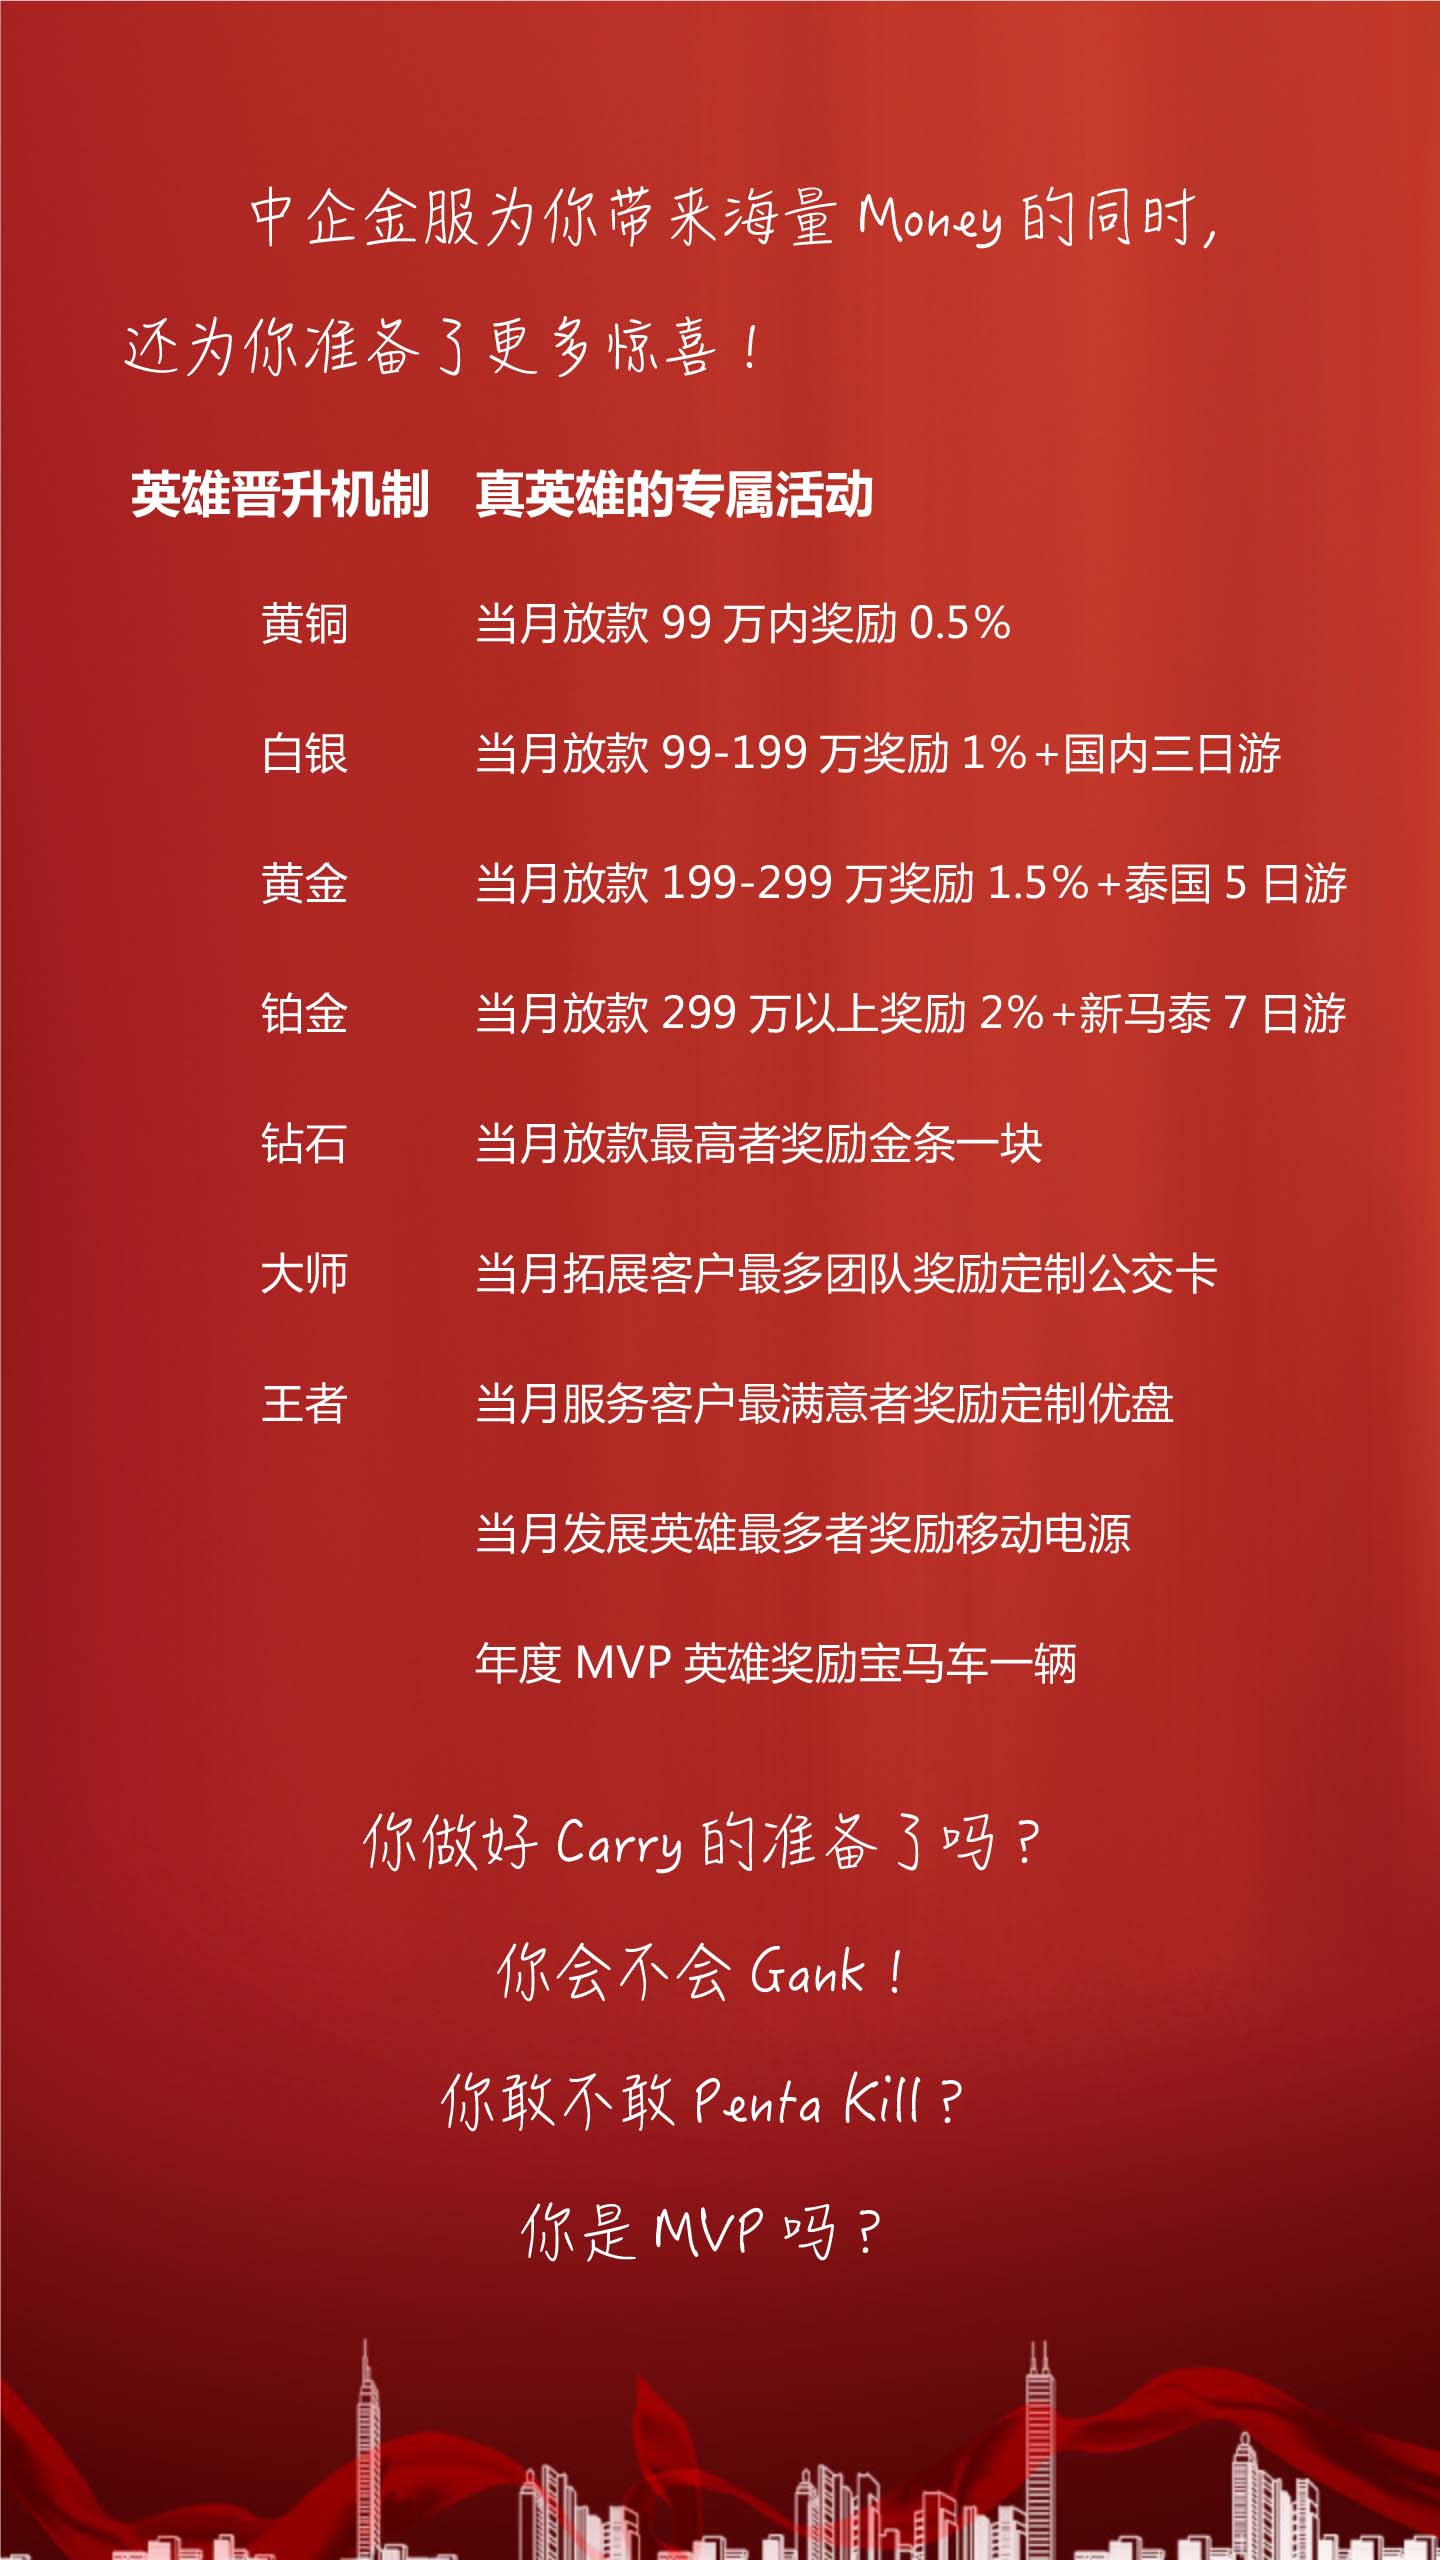 中企金服为你带来海量 Money 的同时,
还为你准备了更多惊喜！
英雄晋升机制 真英雄的专属活动
黄铜 当月放款 99 万内奖励 0.5%
白银 当月放款 99-199 万奖励 1%+国内三日游
黄金 当月放款 199-299 万奖励 1.5%+泰国 5 日游
铂金 当月放款 299 万以上奖励 2%+新马泰 7 日游
钻石 当月放款最高者奖励金条一块
大师 当月拓展客户最多团队奖励定制公交卡
王者 当月服务客户最满意者奖励定制优盘
当月发展英雄最多者奖励移动电源
年度 MVP 英雄奖励宝马车一辆
你做好 Carry 的准备了吗？
你会不会 Gank！
你敢不敢 Penta Kill？
你是 MVP 吗？